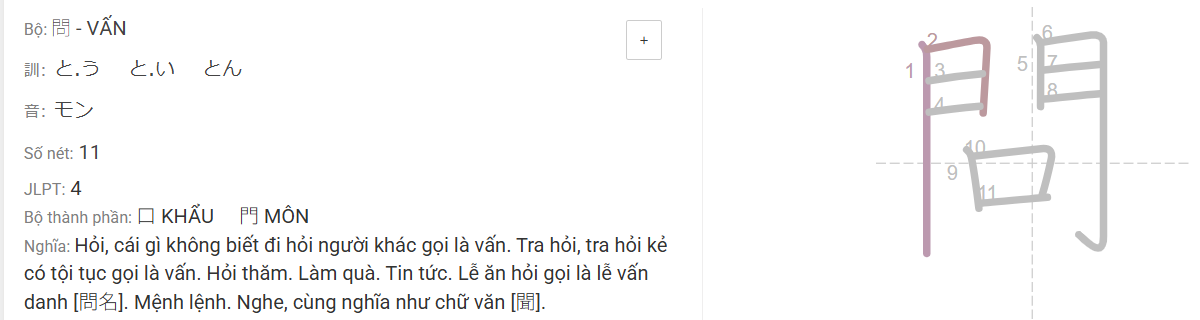 Bộ: 問 - VẤN
+
訓: と.う と.い とん
音: モン
Số nét: 11
JLPT: 4
Bộ thành phần: 口 KHẨU 門 MÔN
Nghĩa: Hỏi, cái gì không biết đi hỏi người khác gọi là vấn. Tra hỏi, tra hỏi kẻ
có tội tục gọi là vấn. Hỏi thăm. Làm quà. Tin tức. Lễ ăn hỏi gọi là lễ vấn
danh [問名]. Mệnh lệnh. Nghe, cùng nghĩa như chữ văn [聞].
問
1
2
3
4
5
6
7
8
9
10
11